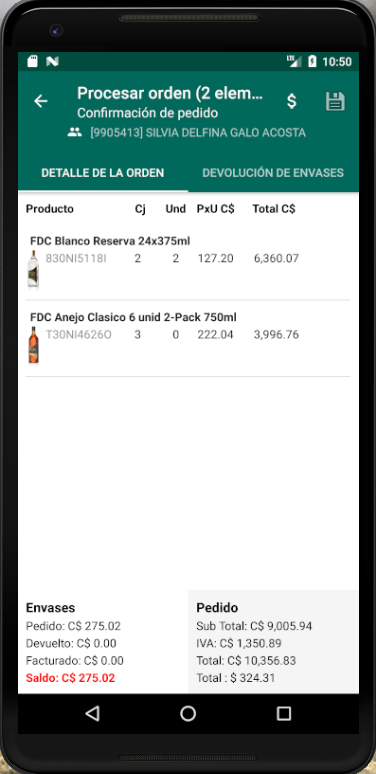 LTE 10:50
Procesar orden (2 elem...
$
Confirmación de pedido
[9905413] SILVIA DELFINA GALO ACOSTA
DETALLE DE LA ORDEN DEVOLUCIÓN DE ENVASES
Producto Cj Und PxU C$ Total C$
FDC Blanco Reserva 24x375ml
830NI5118I 2 2 127.20 6,360.07
FDC Anejo Clasico 6 unid 2-Pack 750ml
T30NI4626O 3 0 222.04 3,996.76
Envases
Pedido: C$ 275.02
Devuelto: C$ 0.00
Facturado: C$ 0.00
Saldo: C$ 275.02
Pedido
Sub Total: C$ 9,005.94
IVA: C$ 1,350.89
Total: C$ 10,356.83
Total : $ 324.31